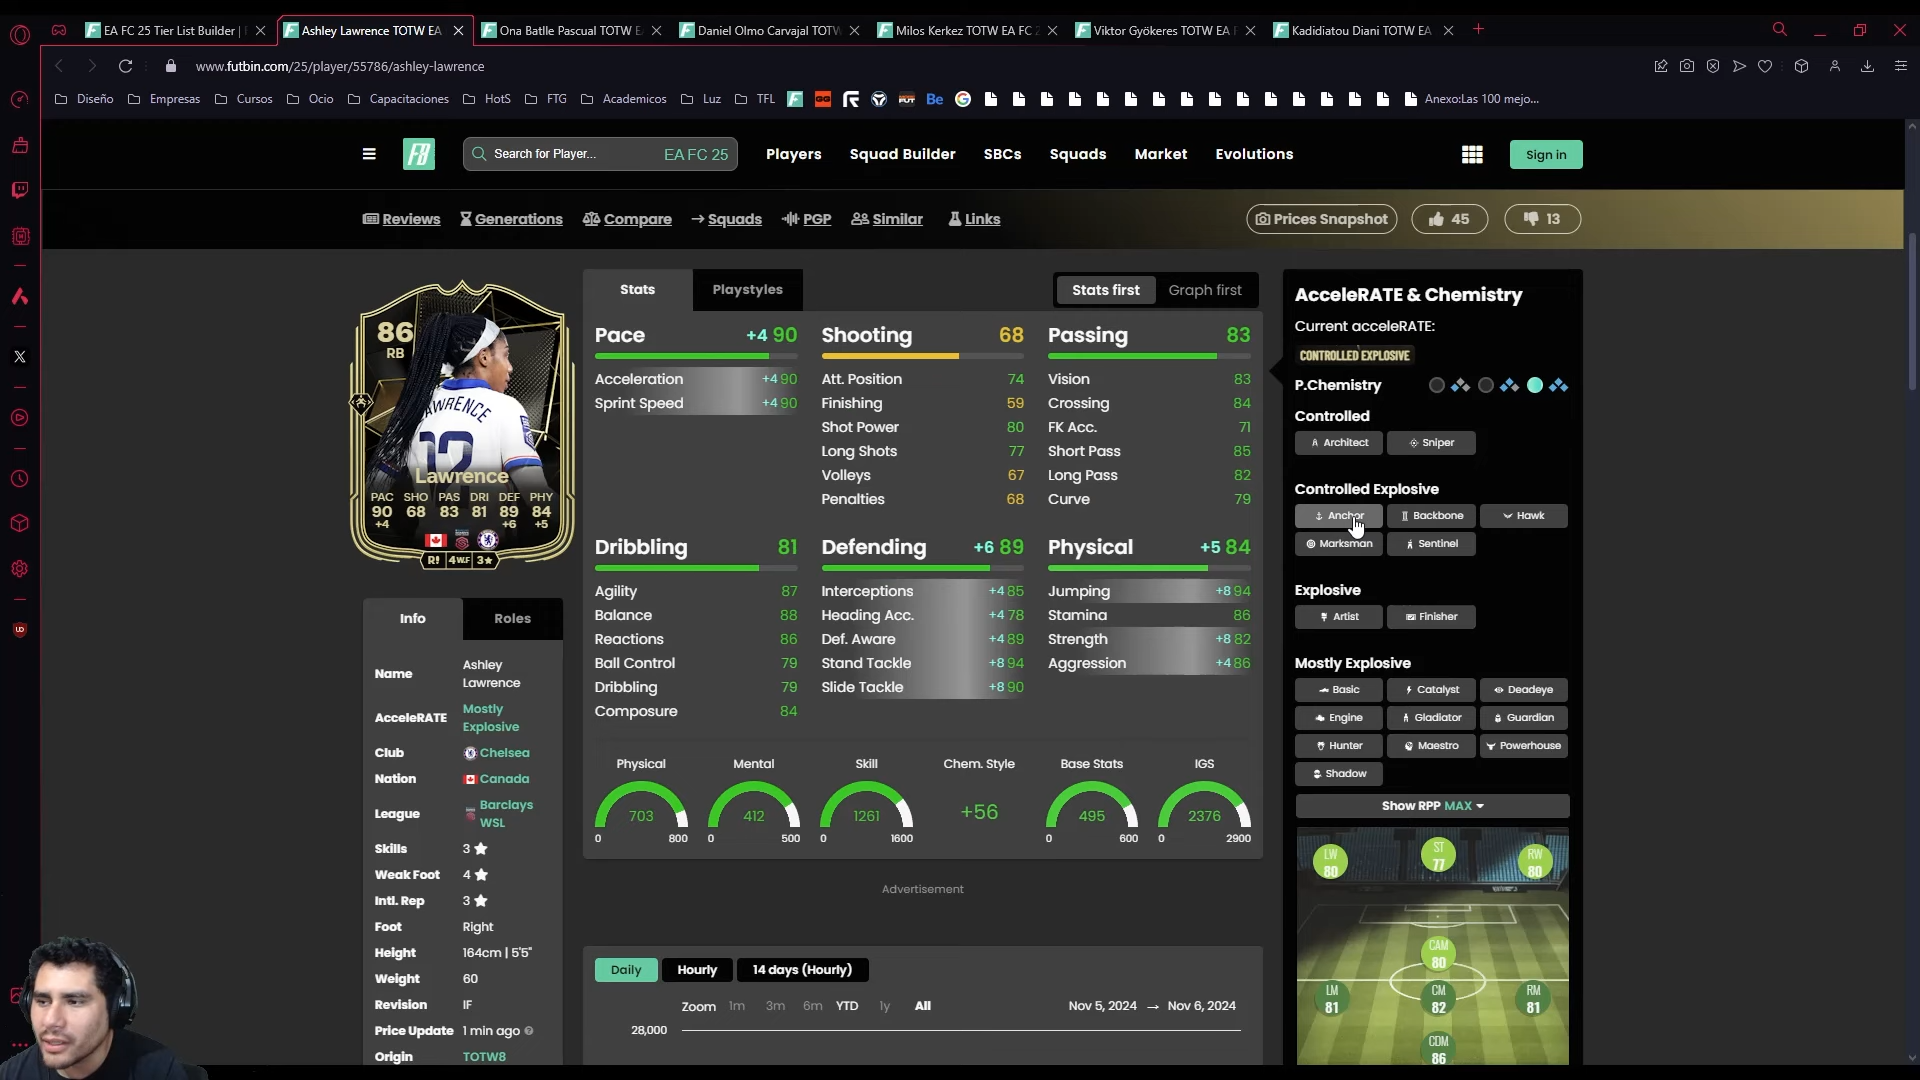 EA FC 25 Tier List Builder |
Ashley Lawrence TOTW EA
Ona Batlle Pascual TOTW E
Daniel Olmo Carvajal TOTW
Milos Kerkez TOTW EA FC 2
Viktor Gyökeres TOTW EA F
Kadidiatou Diani TOTW EA
www.futbin.com/25/player/55786/ashley-lawrence
Diseño
Empresas
Cursos
Ocio
Capacitaciones
HotS
FTG
Academicos
Luz
TFL
GG
FUT
Be
G
Anexo:Las 100 mejo...
FB
Search for Player...
EA FC 25
Players
Squad Builder
SBCs
Squads
Market
Evolutions
Sign in
Reviews
Generations
Compare
Squads
PGP
Similar
Links
Prices Snapshot
45
13
86
RB
LAWRENCE
12
Lawrence
PAC SHO PAS DRI DEF PHY
90 68 83 81 89 84
+4 +6 +5
R! 4W.F 3★
Info
Roles
Name Ashley Lawrence
AcceleRATE Mostly Explosive
Club Chelsea
Nation Canada
League Barclays WSL
Skills 3
Weak Foot 4
Intl. Rep 3
Foot Right
Height 164cm | 5'5"
Weight 60
Revision IF
Price Update 1 min ago
Origin TOTW8
Stats
Playstyles
Stats first
Graph first
Pace +4 90
Acceleration +4 90
Sprint Speed +4 90
Shooting 68
Att. Position 74
Finishing 59
Shot Power 80
Long Shots 77
Volleys 67
Penalties 68
Passing 83
Vision 83
Crossing 84
FK Acc. 71
Short Pass 85
Long Pass 82
Curve 79
Dribbling 81
Agility 87
Balance 88
Reactions 86
Ball Control 79
Dribbling 79
Composure 84
Defending +6 89
Interceptions +4 85
Heading Acc. +4 78
Def. Aware +4 89
Stand Tackle +8 94
Slide Tackle +8 90
Physical +5 84
Jumping +8 94
Stamina 86
Strength +8 82
Aggression +4 86
Physical
703
0 800
Mental
412
0 500
Skill
1261
0 1600
Chem. Style
+56
Base Stats
495
0 600
IGS
2376
0 2900
Advertisement
Daily
Hourly
14 days (Hourly)
Zoom 1m 3m 6m YTD 1y All
Nov 5, 2024 → Nov 6, 2024
28,000
AcceleRATE & Chemistry
Current acceleRATE:
CONTROLLED EXPLOSIVE
P.Chemistry
Controlled
Architect
Sniper
Controlled Explosive
Anchor
Backbone
Hawk
Marksman
Sentinel
Explosive
Artist
Finisher
Mostly Explosive
Basic
Catalyst
Deadeye
Engine
Gladiator
Guardian
Hunter
Maestro
Powerhouse
Shadow
Show RPP MAX
LW 80
ST 77
RW 80
CAM 80
LM 81
CM 82
RM 81
CDM 86